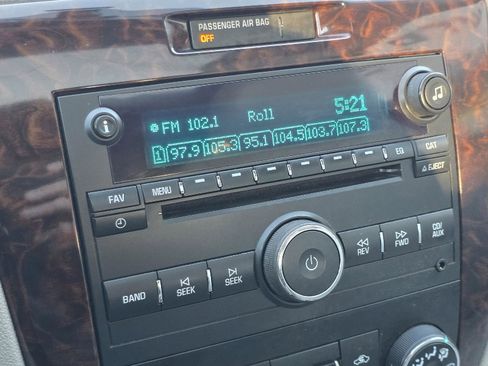 PASSENGER AIR BAG
OFF
FM 102.1 Roll 5:21
1 97.9 105.3 95.1 104.5 103.7 107.3
MENU EQ CAT
FAV EJECT
REV FWD CD/AUX
BAND SEEK SEEK